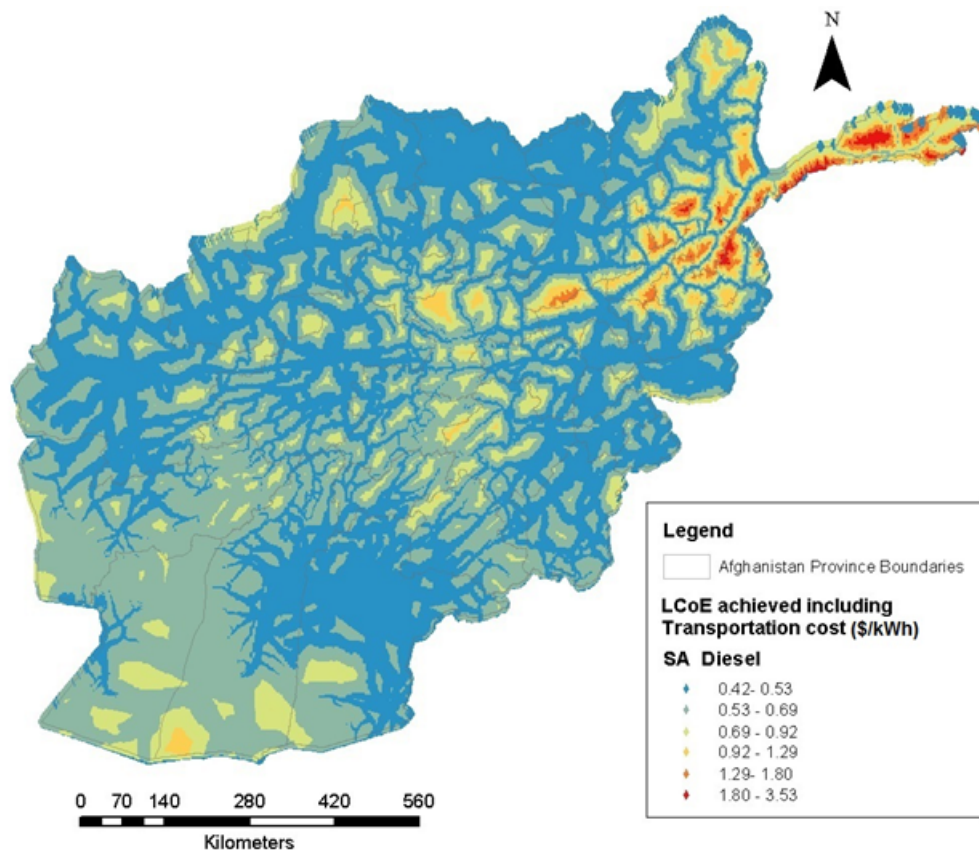 N
Legend
Afghanistan Province Boundaries
LCoE achieved including
Transportation cost ($/kWh)
SA Diesel
0.42- 0.53
0.53 - 0.69
0.69 - 0.92
0.92 - 1.29
1.29- 1.80
1.80 - 3.53
0 70 140 280 420 560
Kilometers